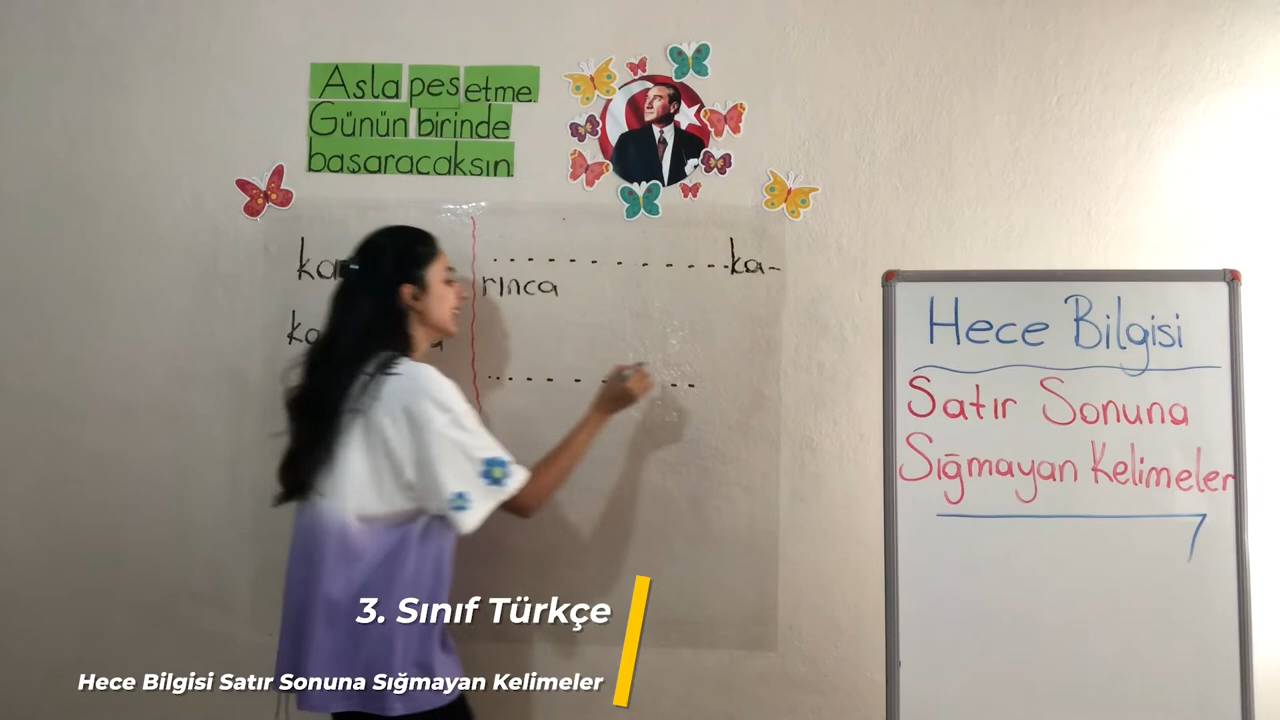 Asla pes etme.
Günün birinde
başaracaksın.
ka-
rınca
Hece Bilgisi
Satır Sonuna
Sığmayan Kelimeler
3. Sınıf Türkçe
Hece Bilgisi Satır Sonuna Sığmayan Kelimeler